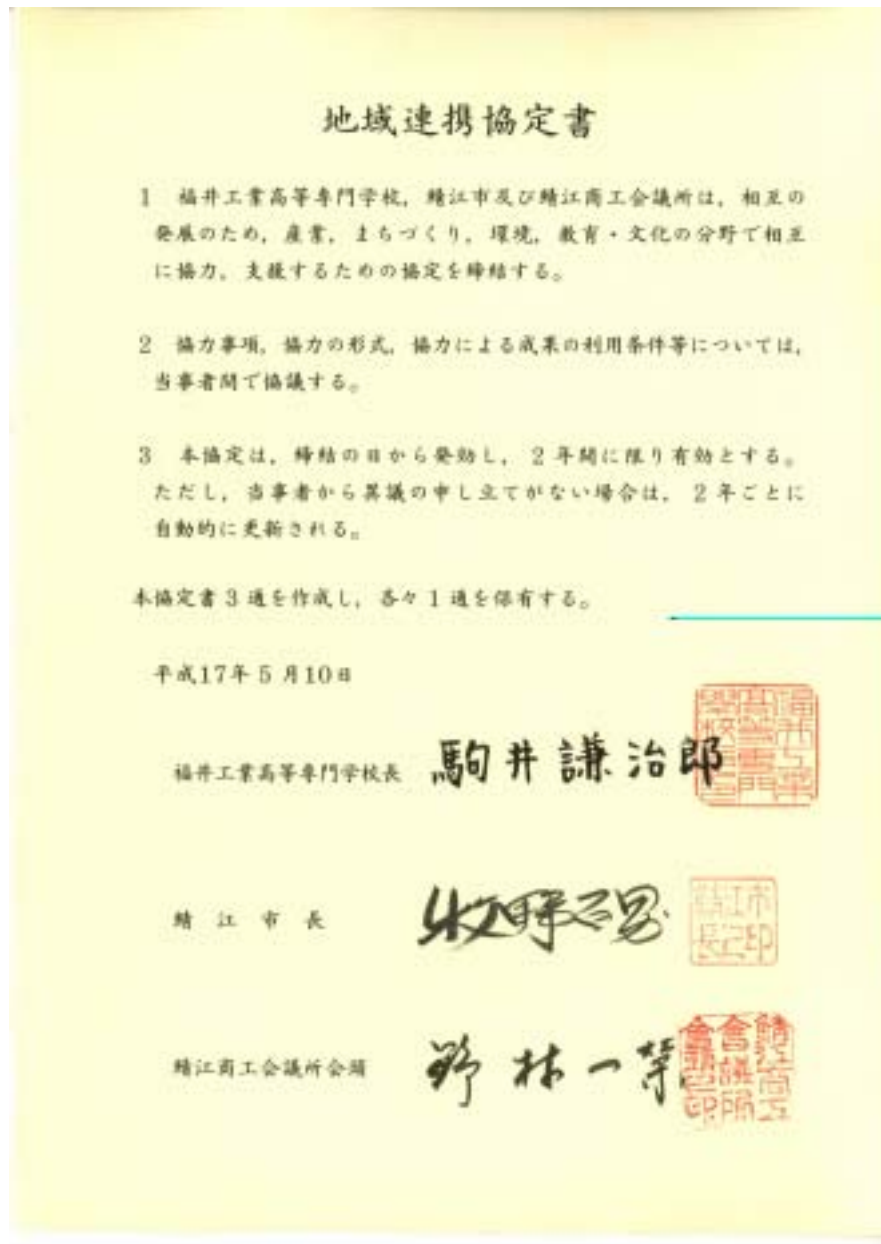 地域連携協定書
1 福井工業高等専門学校，鯖江市及び鯖江商工会議所は，相互の
発展のため，産業，まちづくり，環境，教育・文化の分野で相互
に協力，支援するための協定を締結する。
2 協力事項，協力の形式，協力による成果の利用条件等については，
当事者間で協議する。
3 本協定は，締結の日から発効し，2年間に限り有効とする。
ただし，当事者から異議の申し立てがない場合は，2年ごとに
自動的に更新される。
本協定書3通を作成し，各々1通を保有する。
平成17年5月10日
福井工業高等専門学校長 駒井謙治郎
鯖江市長 牧野百男
鯖江商工会議所会頭 野村一榮